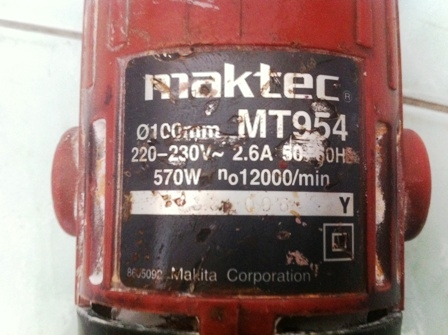 maktec®
Ø100mm MT954
220-230V~ 2.6A 50/60Hz
570W no12000/min
Y
Makita Corporation